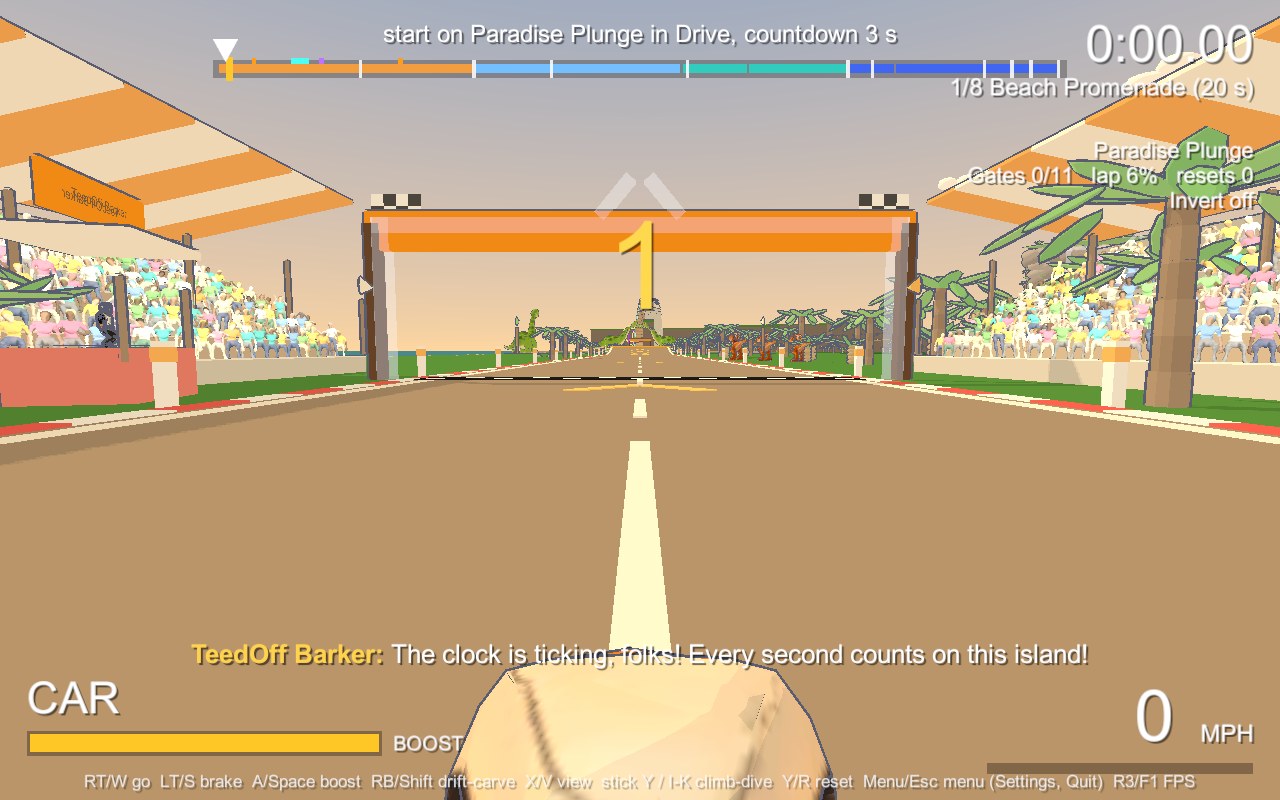 start on Paradise Plunge in Drive, countdown 3 s
0:00.00
1/8 Beach Promenade (20 s)
Paradise Plunge
Gates 0/11 lap 6% resets 0
Invert off
1
TeedOff Barker: The clock is ticking, folks! Every second counts on this island!
CAR
BOOST
0 MPH
RT/W go LT/S brake A/Space boost RB/Shift drift-carve X/V view stick Y / I-K climb-dive Y/R reset Menu/Esc menu (Settings, Quit) R3/F1 FPS